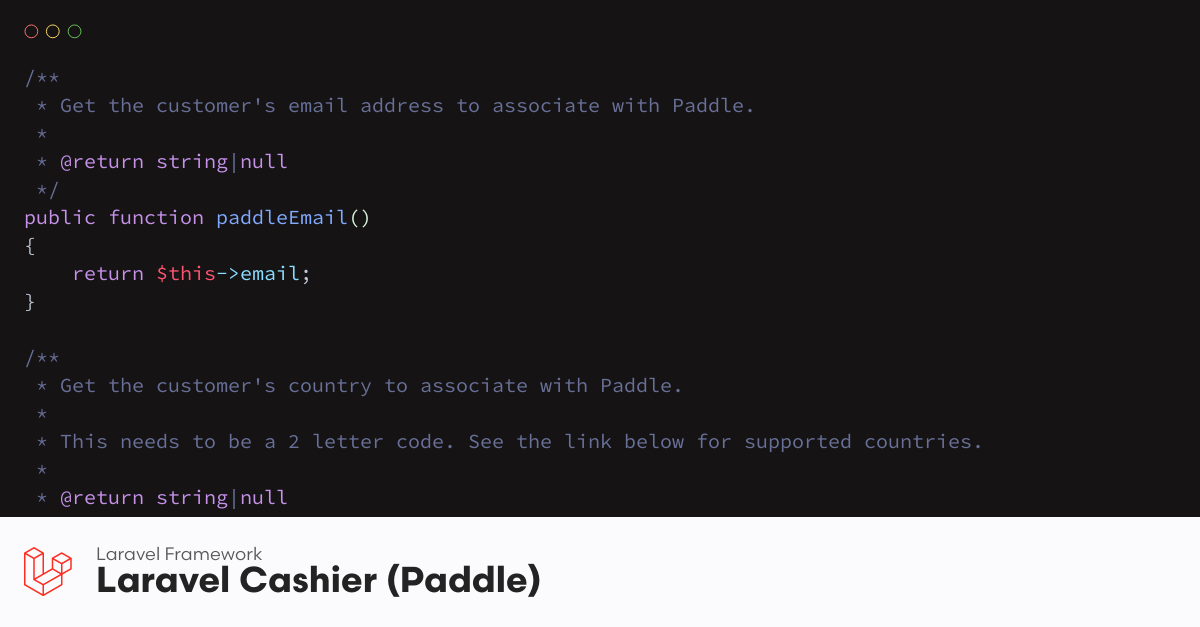 /**
 * Get the customer's email address to associate with Paddle.
 *
 * @return string|null
 */
public function paddleEmail()
{
    return $this->email;
}

/**
 * Get the customer's country to associate with Paddle.
 *
 * This needs to be a 2 letter code. See the link below for supported countries.
 *
 * @return string|null
Laravel Framework
Laravel Cashier (Paddle)